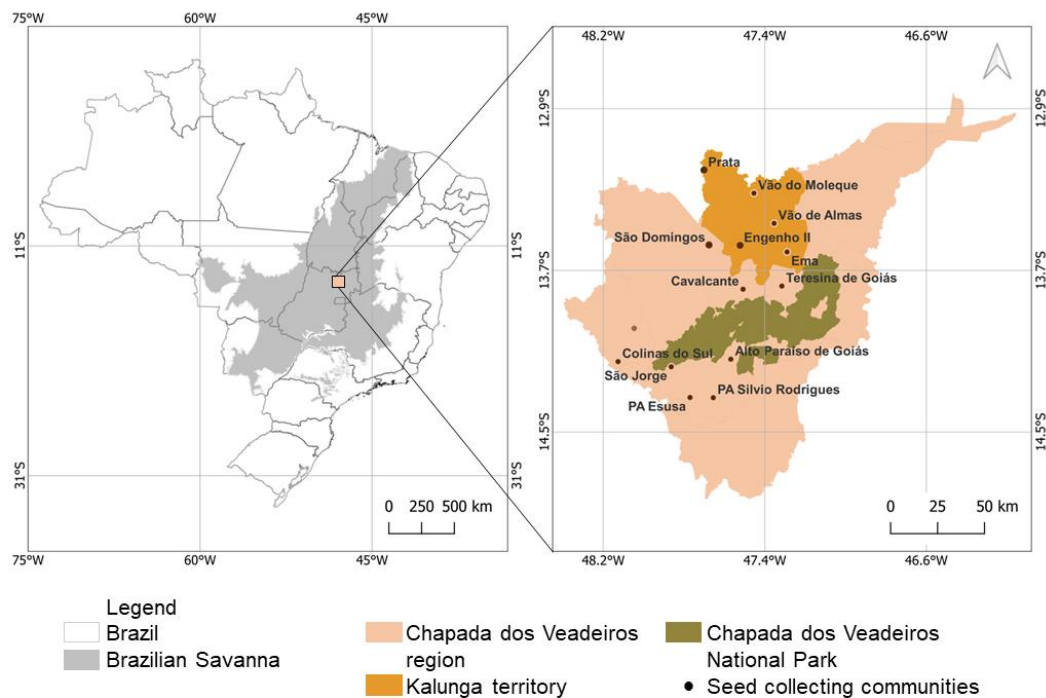 75°W 60°W 45°W
48.2°W 47.4°W 46.6°W
12.9°S
12.9°S
Prata
Vão do Moleque
Vão de Almas
São Domingos
Engenho II
11°S
11°S
Ema
13.7°S
13.7°S
Cavalcante
Teresina de Goiás
Colinas do Sul
Alto Paraíso de Goiás
São Jorge
PA Silvio Rodrigues
PA Esusa
14.5°S
14.5°S
31°S
31°S
0 250 500 km
0 25 50 km
75°W 60°W 45°W
48.2°W 47.4°W 46.6°W
Legend
Brazil
Brazilian Savanna
Chapada dos Veadeiros
region
Kalunga territory
Chapada dos Veadeiros
National Park
Seed collecting communities